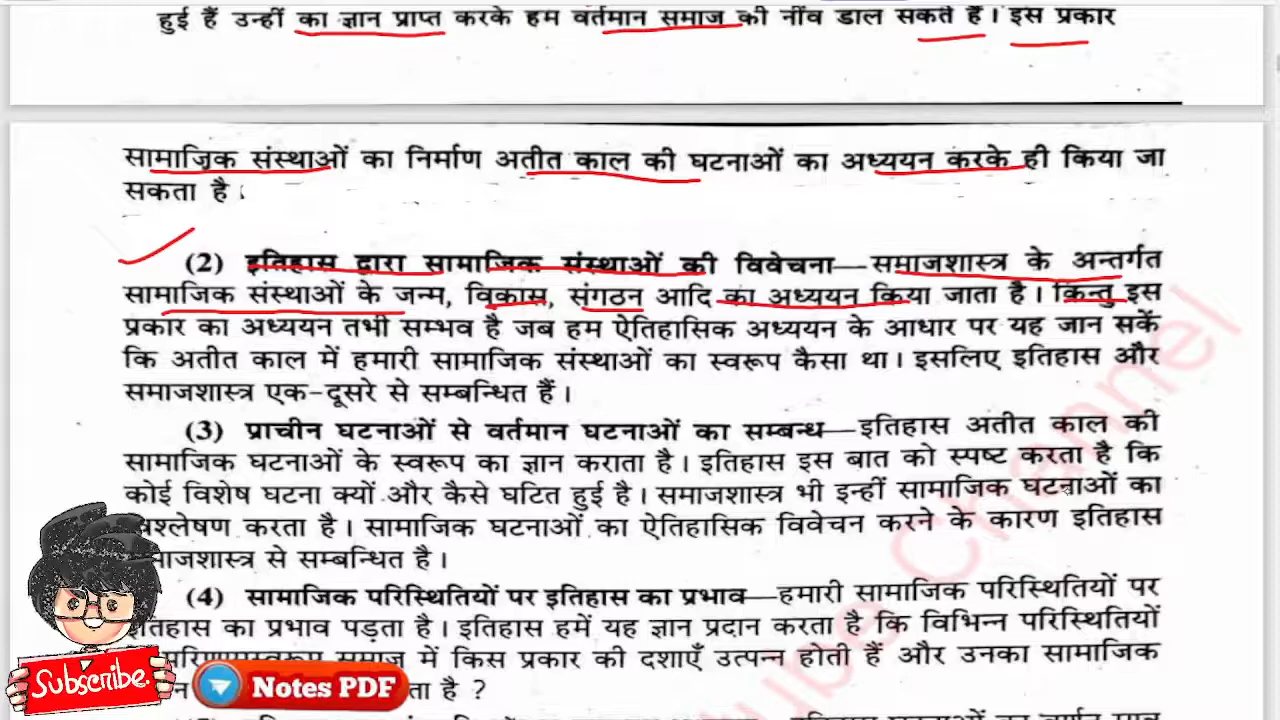 हुई हैं उन्हीं का ज्ञान प्राप्त करके हम वर्तमान समाज की नींव डाल सकते हैं। इस प्रकार
सामाजिक संस्थाओं का निर्माण अतीत काल की घटनाओं का अध्ययन करके ही किया जा
सकता है।
(2) इतिहास द्वारा सामाजिक संस्थाओं की विवेचना—समाजशास्त्र के अन्तर्गत
सामाजिक संस्थाओं के जन्म, विकास, संगठन आदि का अध्ययन किया जाता है। किन्तु इस
प्रकार का अध्ययन तभी सम्भव है जब हम ऐतिहासिक अध्ययन के आधार पर यह जान सकें
कि अतीत काल में हमारी सामाजिक संस्थाओं का स्वरूप कैसा था। इसलिए इतिहास और
समाजशास्त्र एक-दूसरे से सम्बन्धित हैं।
(3) प्राचीन घटनाओं से वर्तमान घटनाओं का सम्बन्ध—इतिहास अतीत काल की
सामाजिक घटनाओं के स्वरूप का ज्ञान कराता है। इतिहास इस बात को स्पष्ट करता है कि
कोई विशेष घटना क्यों और कैसे घटित हुई है। समाजशास्त्र भी इन्हीं सामाजिक घटनाओं का
श्लेषण करता है। सामाजिक घटनाओं का ऐतिहासिक विवेचन करने के कारण इतिहास
माजशास्त्र से सम्बन्धित है।
(4) सामाजिक परिस्थितियों पर इतिहास का प्रभाव—हमारी सामाजिक परिस्थितियों पर
इतिहास का प्रभाव पड़ता है। इतिहास हमें यह ज्ञान प्रदान करता है कि विभिन्न परिस्थितियों
समाज में किस प्रकार की दशाएँ उत्पन्न होती हैं और उनका सामाजिक
ता है ?
Subscribe.
Notes PDF
ube Channel